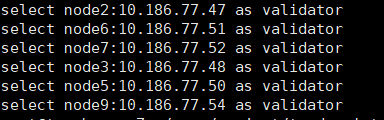 select node2:10.186.77.47 as validator
select node6:10.186.77.51 as validator
select node7:10.186.77.52 as validator
select node3:10.186.77.48 as validator
select node5:10.186.77.50 as validator
select node9:10.186.77.54 as validator